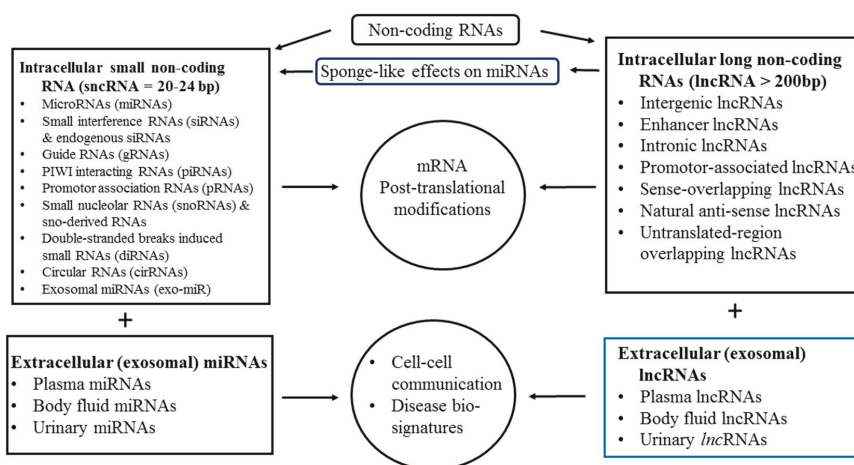 Non-coding RNAs
Sponge-like effects on miRNAs
Intracellular small non-coding
RNA (sncRNA = 20-24 bp)
• MicroRNAs (miRNAs)
• Small interference RNAs (siRNAs)
& endogenous siRNAs
• Guide RNAs (gRNAs)
• PIWI interacting RNAs (piRNAs)
• Promotor association RNAs (pRNAs)
• Small nucleolar RNAs (snoRNAs) &
sno-derived RNAs
• Double-stranded breaks induced
small RNAs (diRNAs)
• Circular RNAs (cirRNAs)
• Exosomal miRNAs (exo-miR)
mRNA
Post-translational
modifications
Intracellular long non-coding
RNAs (lncRNA > 200bp)
• Intergenic lncRNAs
• Enhancer lncRNAs
• Intronic lncRNAs
• Promotor-associated lncRNAs
• Sense-overlapping lncRNAs
• Natural anti-sense lncRNAs
• Untranslated-region
overlapping lncRNAs
+
+
Extracellular (exosomal) miRNAs
• Plasma miRNAs
• Body fluid miRNAs
• Urinary miRNAs
• Cell-cell
communication
• Disease bio-
signatures
Extracellular (exosomal)
lncRNAs
• Plasma lncRNAs
• Body fluid lncRNAs
• Urinary lncRNAs